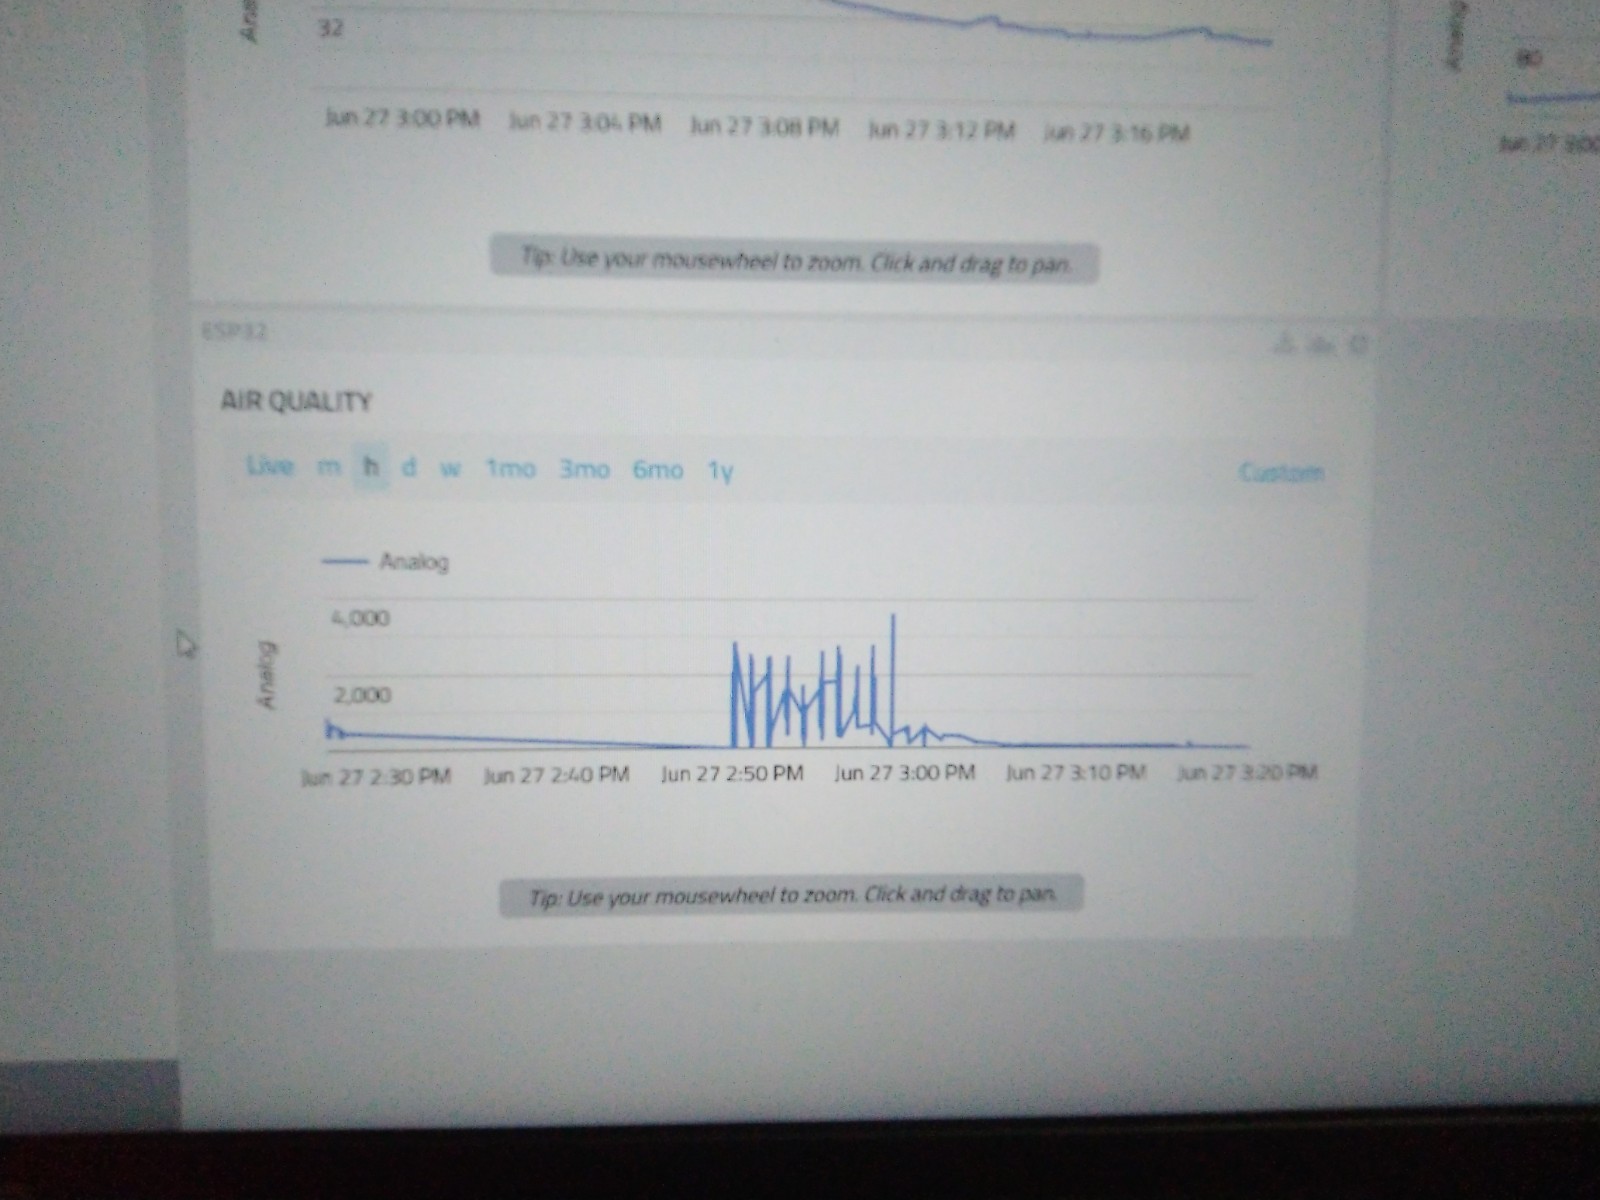 Ana
32
Jun 27 3:00 PM Jun 27 3:04 PM Jun 27 3:08 PM Jun 27 3:12 PM Jun 27 3:16 PM
Analog
80
Jun 27 3:00
Tip: Use your mousewheel to zoom. Click and drag to pan.
ESP32
AIR QUALITY
Live m h d w 1mo 3mo 6mo 1y Custom
Analog
4,000
Analog
2,000
Jun 27 2:30 PM Jun 27 2:40 PM Jun 27 2:50 PM Jun 27 3:00 PM Jun 27 3:10 PM Jun 27 3:20 PM
Tip: Use your mousewheel to zoom. Click and drag to pan.